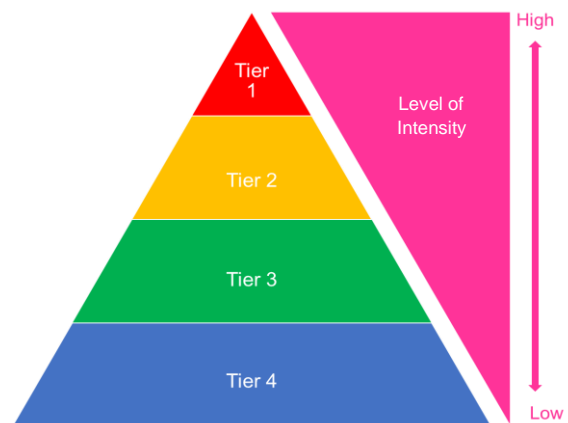 High
Tier
1
Level of
Intensity
Tier 2
Tier 3
Tier 4
Low